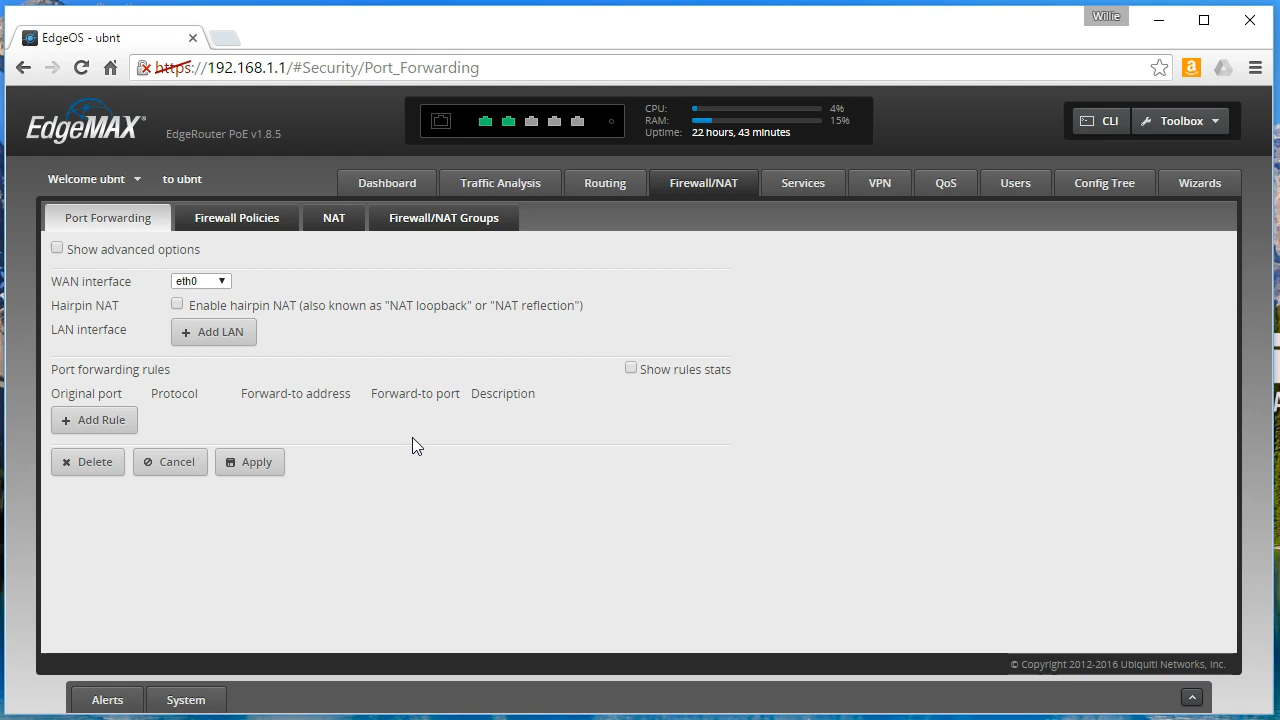 Willie
EdgeOS - ubnt
https://192.168.1.1/#Security/Port_Forwarding
EdgeMAX
EdgeRouter PoE v1.8.5
CPU: 4%
RAM: 15%
Uptime: 22 hours, 43 minutes
CLI Toolbox
Welcome ubnt to ubnt
Dashboard Traffic Analysis Routing Firewall/NAT Services VPN QoS Users Config Tree Wizards
Port Forwarding Firewall Policies NAT Firewall/NAT Groups
Show advanced options
WAN interface eth0
Hairpin NAT Enable hairpin NAT (also known as "NAT loopback" or "NAT reflection")
LAN interface + Add LAN
Port forwarding rules Show rules stats
Original port Protocol Forward-to address Forward-to port Description
+ Add Rule
Delete Cancel Apply
© Copyright 2012-2016 Ubiquiti Networks, Inc.
Alerts System